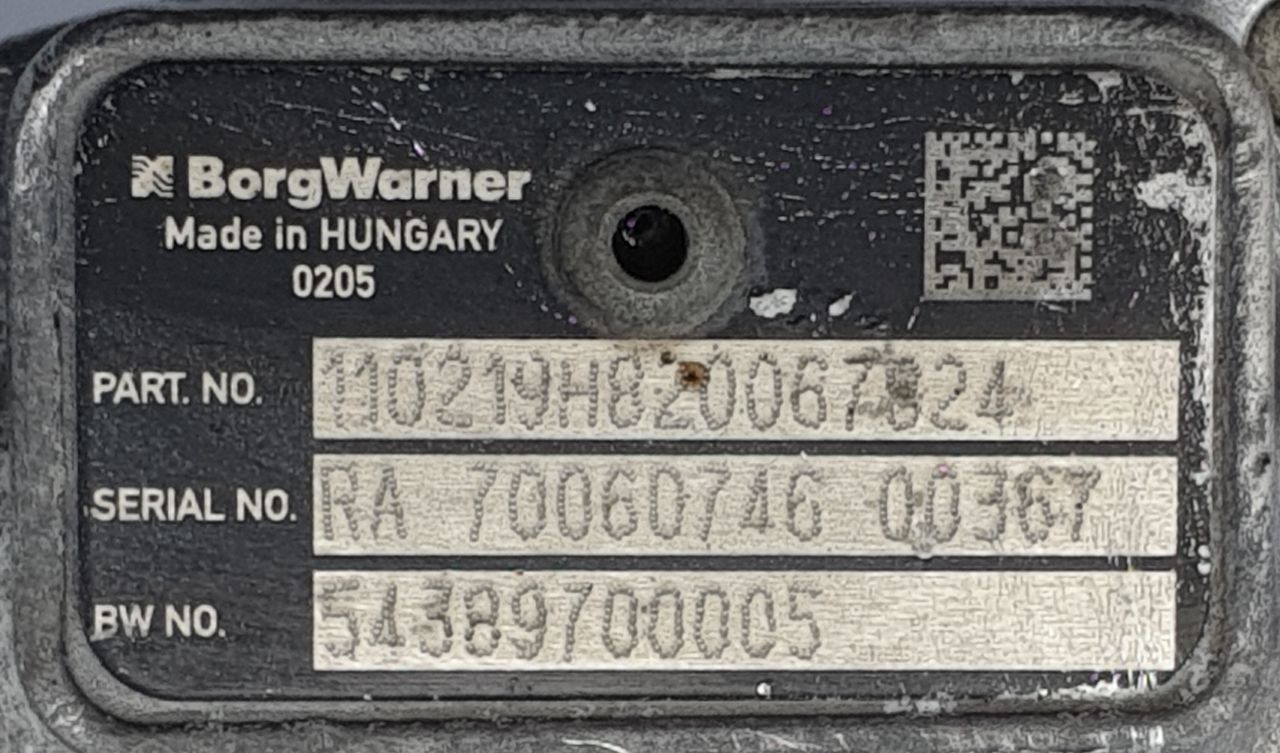 BorgWarner
Made in HUNGARY
0205
PART. NO. 110219H820067824
SERIAL NO. RA 70060746 00367
BW NO. 54389700005